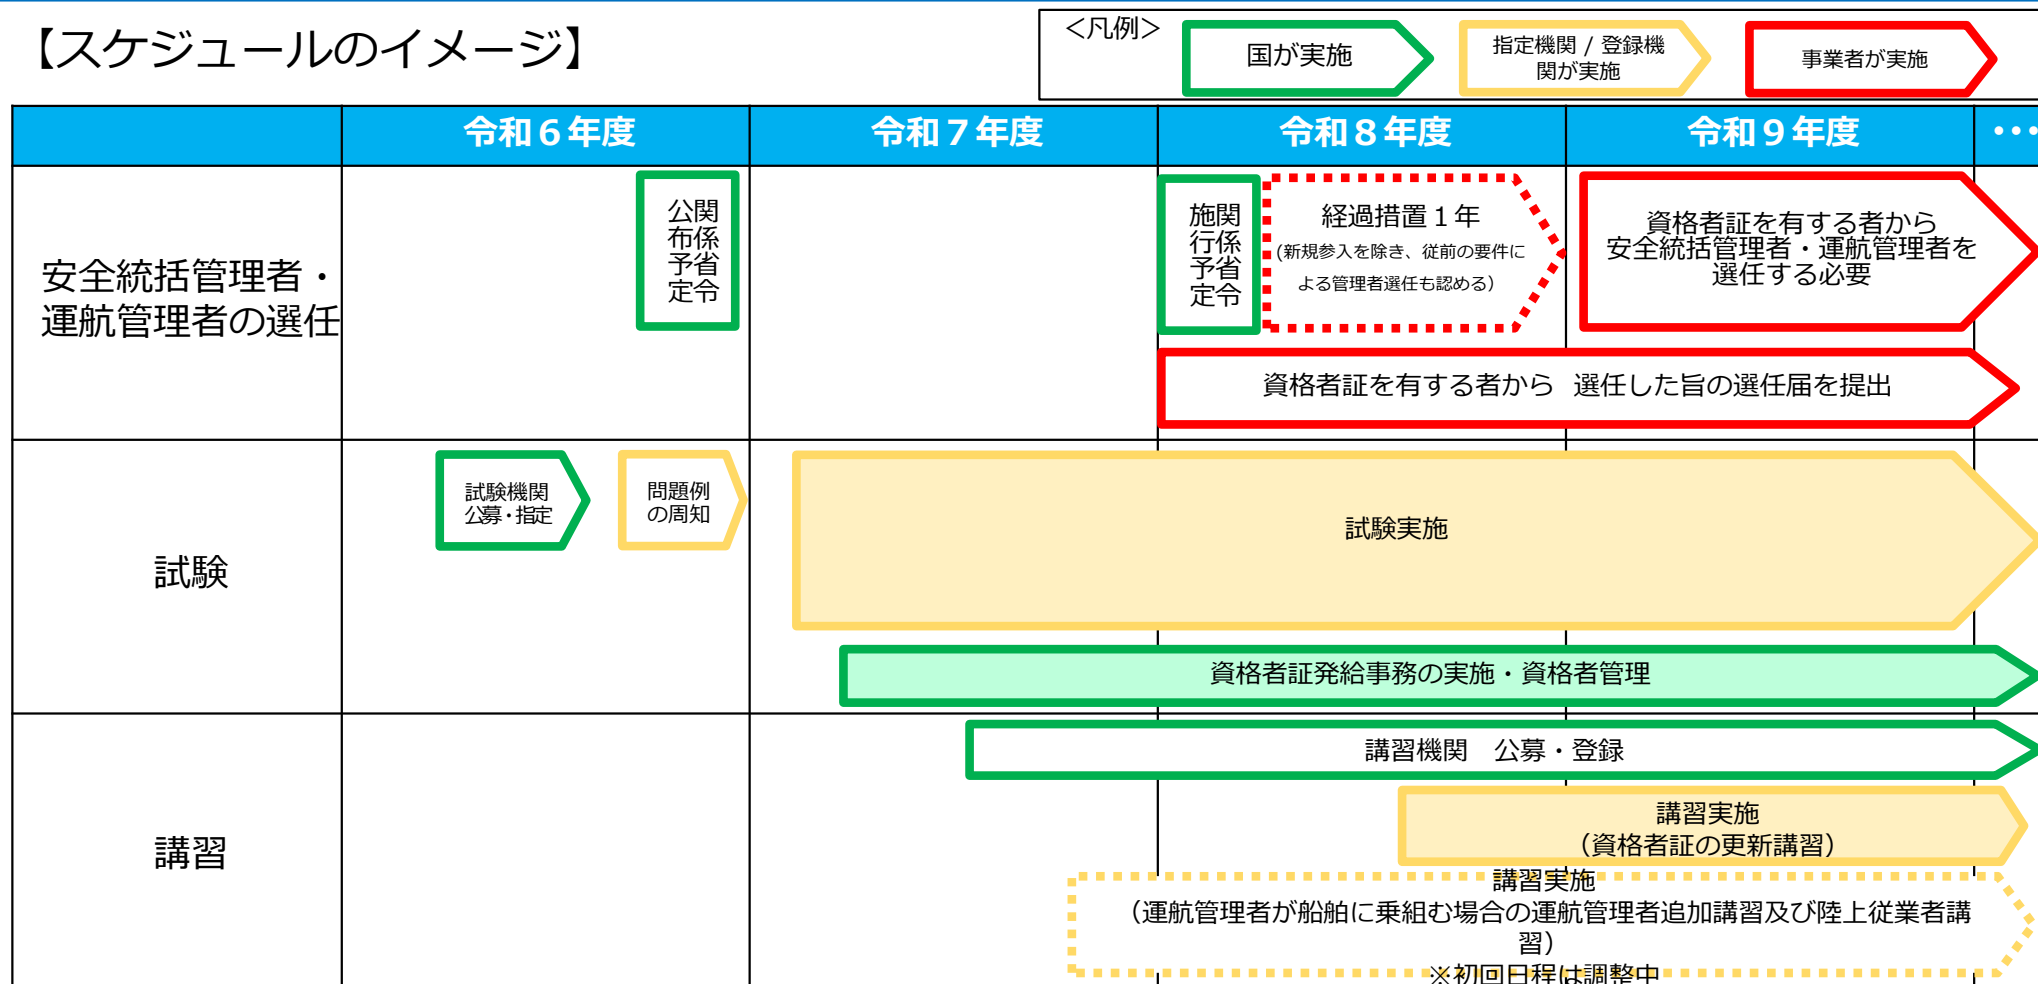 【スケジュールのイメージ】
＜凡例＞
国が実施
指定機関 / 登録機
関が実施
事業者が実施
令和６年度
令和７年度
令和８年度
令和９年度
・・・
安全統括管理者・
運航管理者の選任
関係省令
公布予定
関係省令
施行予定
経過措置１年
(新規参入を除き、従前の要件に
よる管理者選任も認める)
資格者証を有する者から
安全統括管理者・運航管理者を
選任する必要
資格者証を有する者から 選任した旨の選任届を提出
試験
試験機関
公募・指定
問題例
の周知
試験実施
資格者証発給事務の実施・資格者管理
講習
講習機関　公募・登録
講習実施
（資格者証の更新講習）
講習実施
（運航管理者が船舶に乗組む場合の運航管理者追加講習及び陸上従業者講
習）
※初回日程は調整中